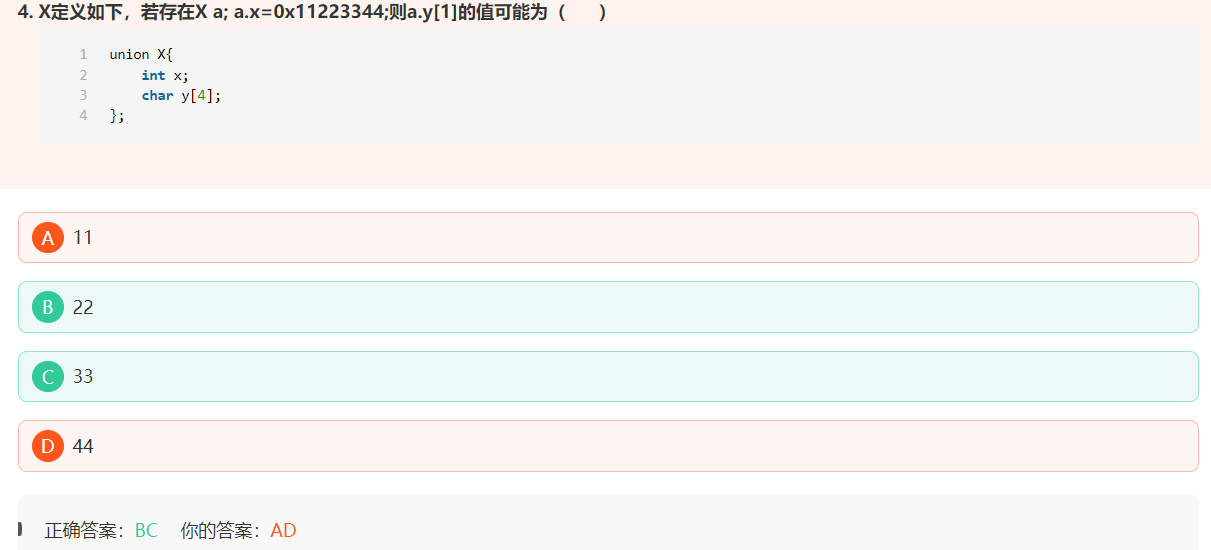 4. X定义如下，若存在X a; a.x=0x11223344;则a.y[1]的值可能为（  ）
1 union X{
2     int x;
3     char y[4];
4 };
A 11
B 22
C 33
D 44
正确答案：BC 你的答案：AD